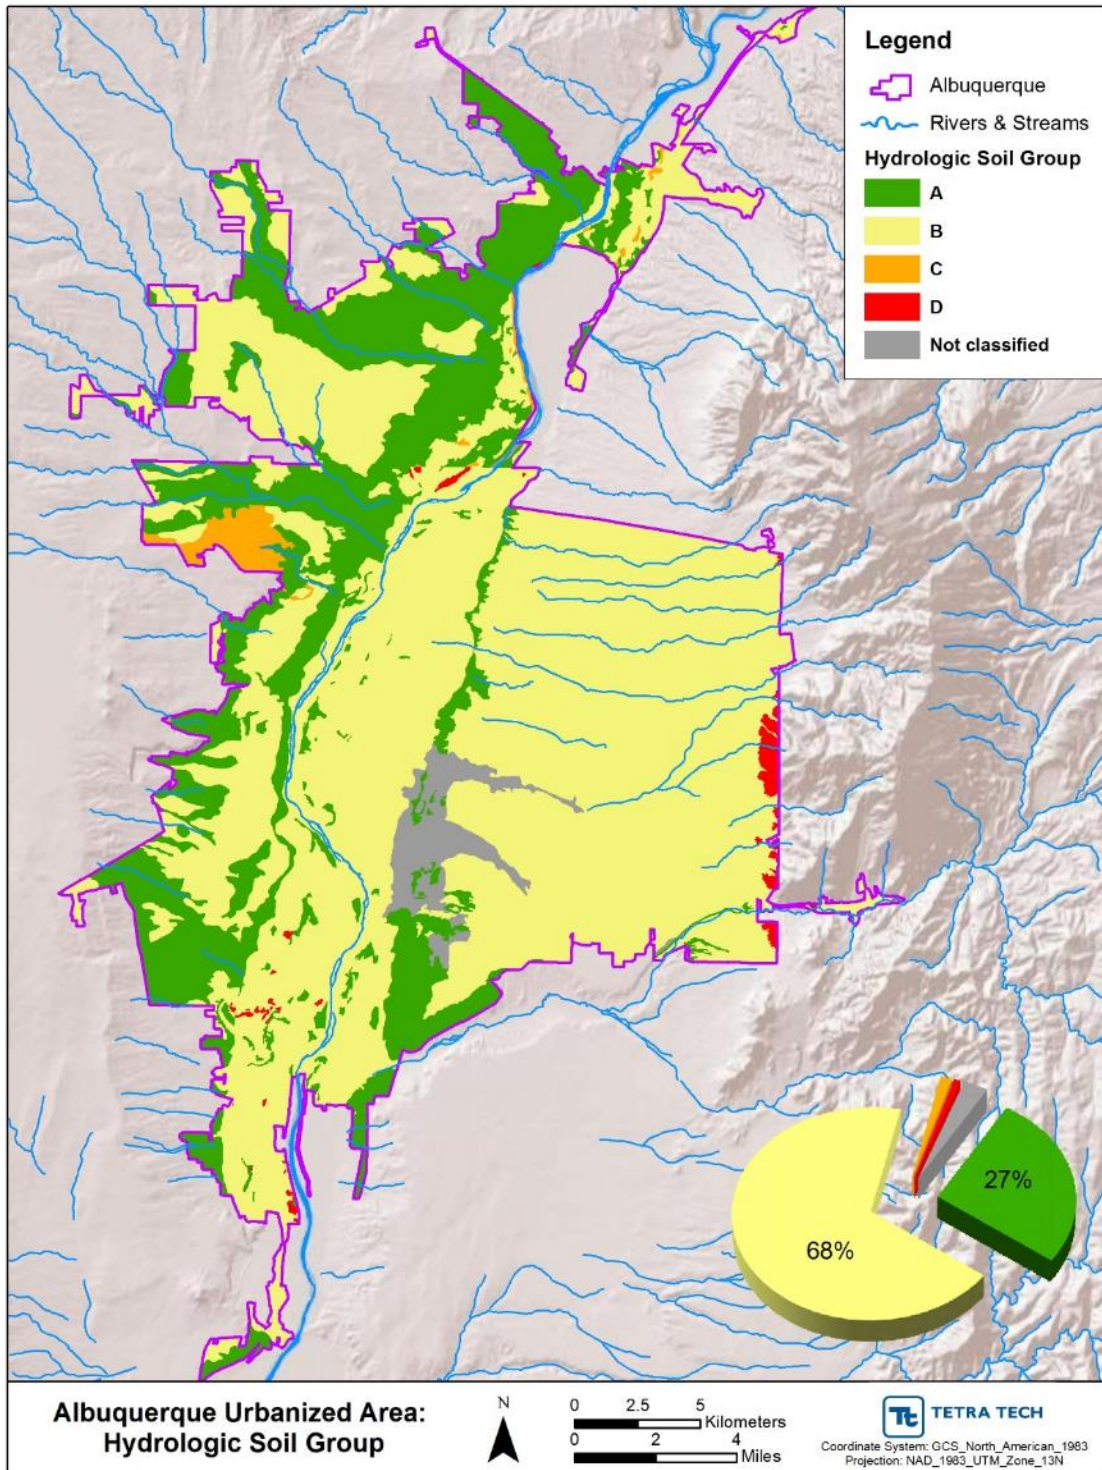 Legend
Albuquerque
Rivers & Streams
Hydrologic Soil Group
A
B
C
D
Not classified
27%
68%
Albuquerque Urbanized Area:
Hydrologic Soil Group
N
0 2.5 5
Kilometers
0 2 4
Miles
Tt TETRA TECH
Coordinate System: GCS_North_American_1983
Projection: NAD_1983_UTM_Zone_13N